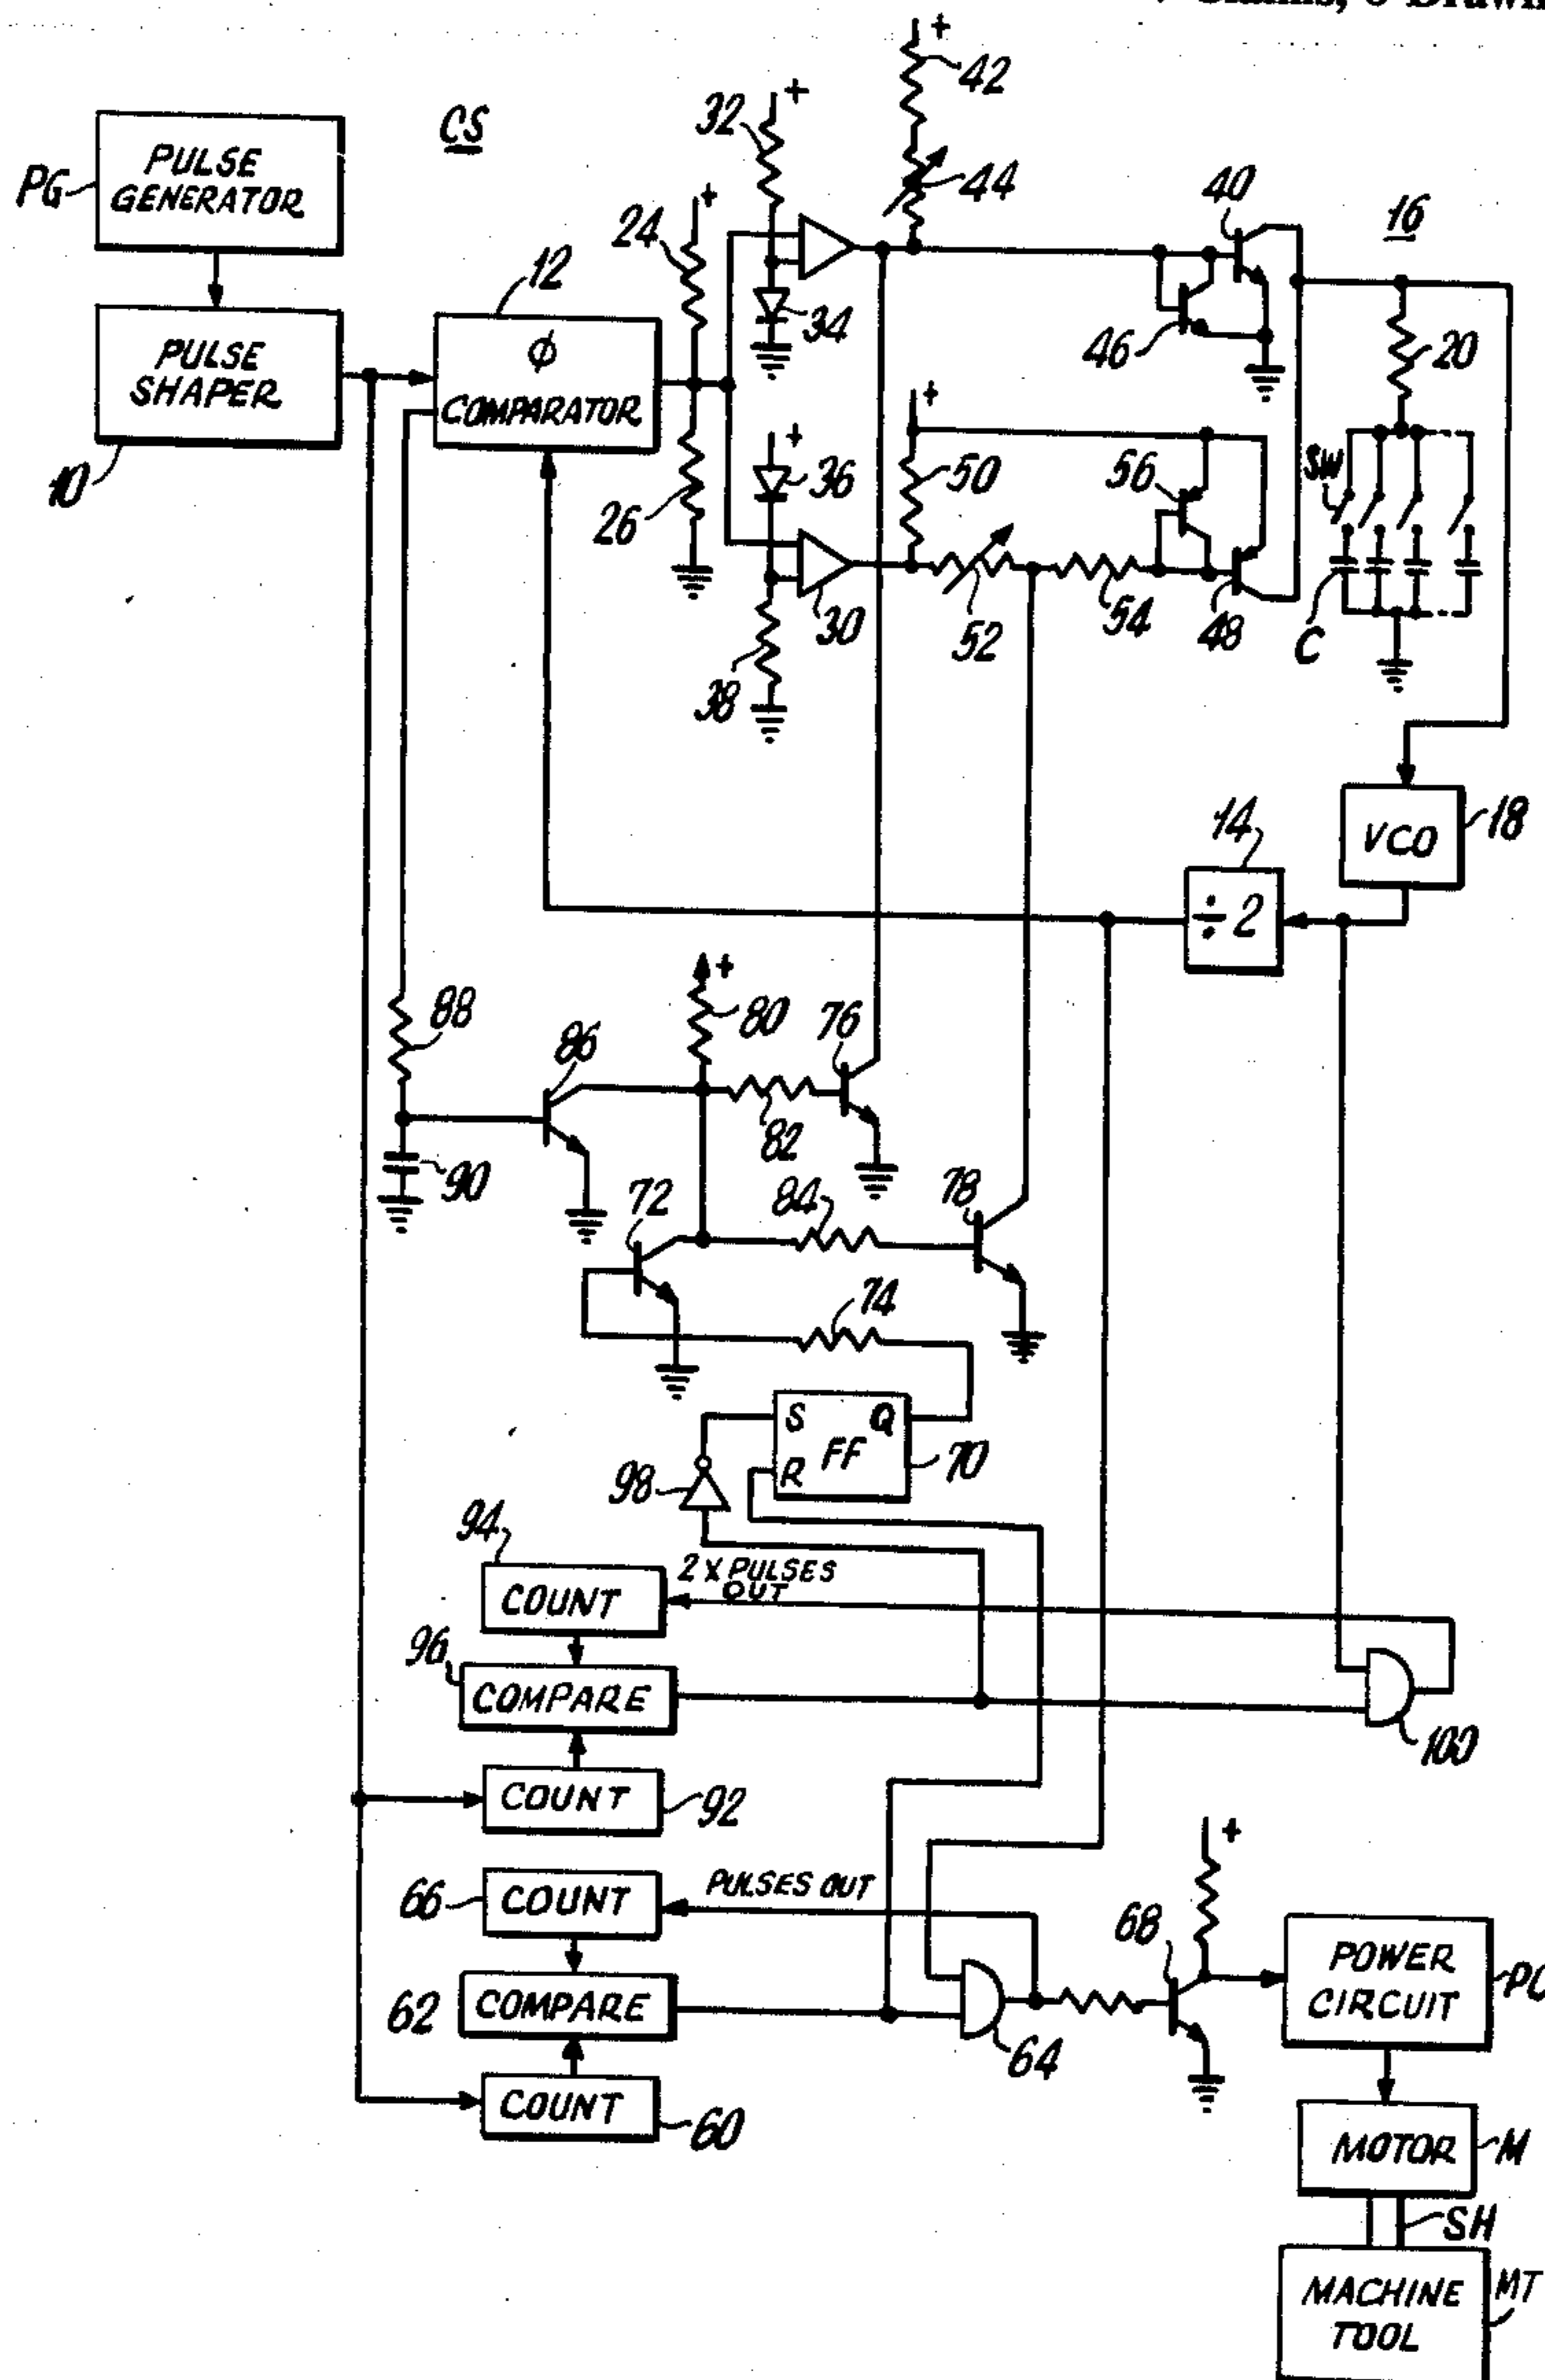 CS
PULSE
GENERATOR
PG
PULSE
SHAPER
10
12
Φ
COMPARATOR
24
26
32
34
36
38
30
+
+
+
+
42
44
46
40
16
20
+
50
52
54
56
48
SW
C
VCO
18
14
÷ 2
88
90
86
+
80
82
76
72
84
78
74
S Q
FF
R
70
98
94
COUNT
2 X PULSES
OUT
96
COMPARE
COUNT
92
100
66
COUNT
PULSES OUT
62
COMPARE
64
COUNT
60
68
+
POWER
CIRCUIT
MOTOR
M
SH
MACHINE
TOOL
MT